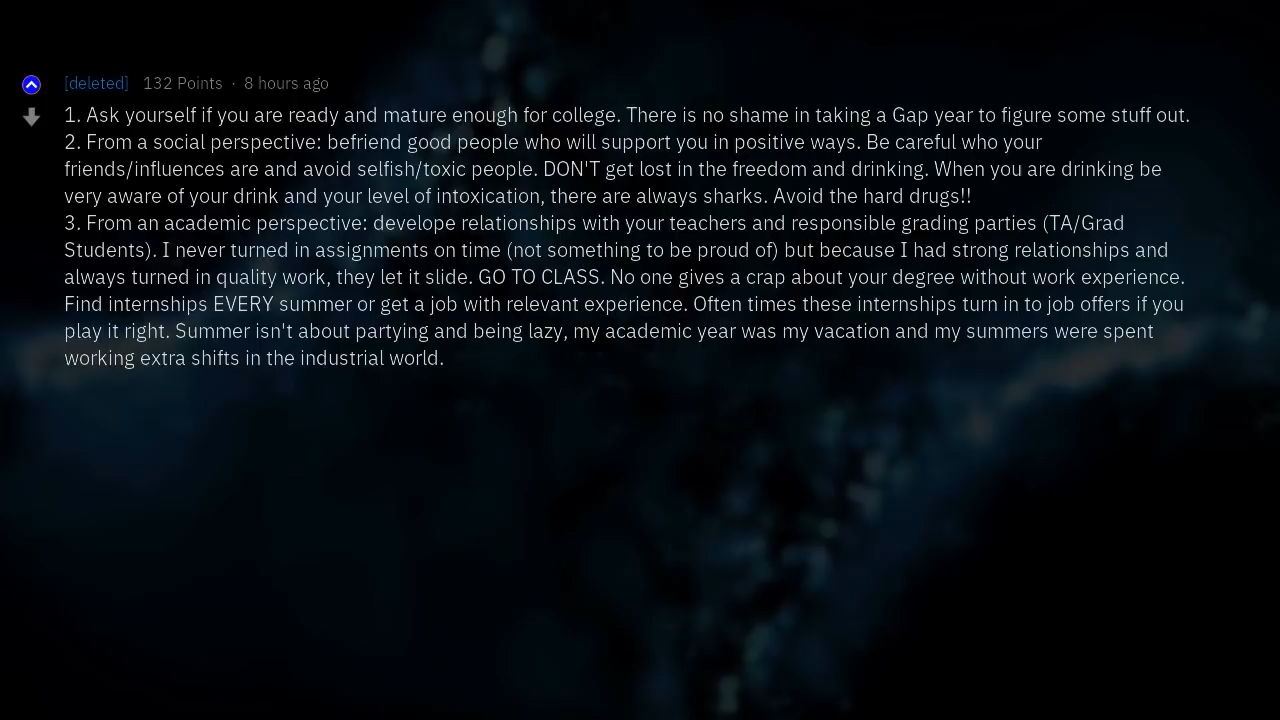 [deleted] 132 Points · 8 hours ago
1. Ask yourself if you are ready and mature enough for college. There is no shame in taking a Gap year to figure some stuff out.
2. From a social perspective: befriend good people who will support you in positive ways. Be careful who your
friends/influences are and avoid selfish/toxic people. DON'T get lost in the freedom and drinking. When you are drinking be
very aware of your drink and your level of intoxication, there are always sharks. Avoid the hard drugs!!
3. From an academic perspective: develope relationships with your teachers and responsible grading parties (TA/Grad
Students). I never turned in assignments on time (not something to be proud of) but because I had strong relationships and
always turned in quality work, they let it slide. GO TO CLASS. No one gives a crap about your degree without work experience.
Find internships EVERY summer or get a job with relevant experience. Often times these internships turn in to job offers if you
play it right. Summer isn't about partying and being lazy, my academic year was my vacation and my summers were spent
working extra shifts in the industrial world.